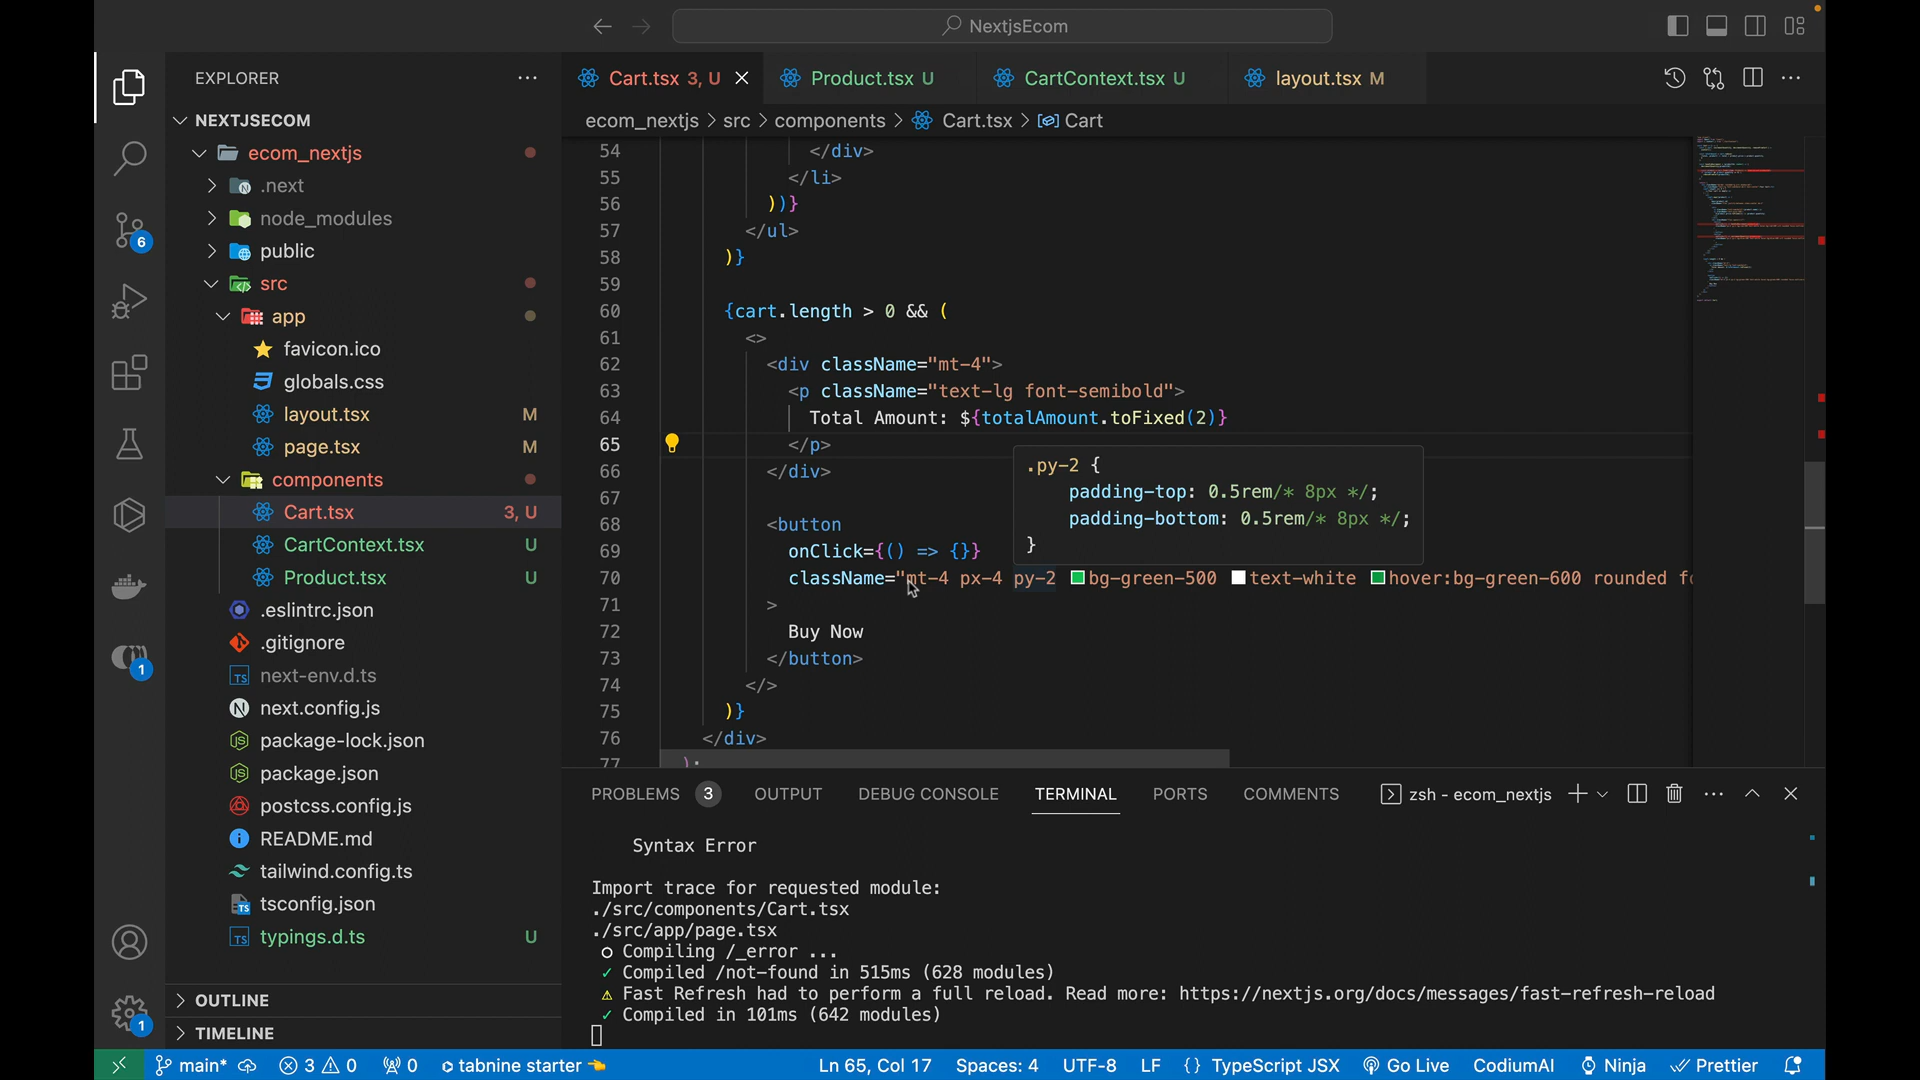 NextjsEcom
EXPLORER
Cart.tsx 3, U
Product.tsx U
CartContext.tsx U
layout.tsx M
ecom_nextjs > src > components > Cart.tsx > Cart
NEXTJSECOM
ecom_nextjs
.next
node_modules
public
src
app
favicon.ico
globals.css
layout.tsx M
page.tsx M
components
Cart.tsx 3, U
CartContext.tsx U
Product.tsx U
.eslintrc.json
.gitignore
next-env.d.ts
next.config.js
package-lock.json
package.json
postcss.config.js
README.md
tailwind.config.ts
tsconfig.json
typings.d.ts U
OUTLINE
TIMELINE
6
1
1
54 </div>
55 </li>
56 ))}
57 </ul>
58 )}
59
60 {cart.length > 0 && (
61 <>
62 <div className="mt-4">
63 <p className="text-lg font-semibold">
64 Total Amount: ${totalAmount.toFixed(2)}
65 </p>
66 </div>
67
68 <button
69 onClick={() => {}}
70 className="mt-4 px-4 py-2 bg-green-500 text-white hover:bg-green-600 rounded fo
71 >
72 Buy Now
73 </button>
74 </>
75 )}
76 </div>
77 );
.py-2 {
padding-top: 0.5rem/* 8px */;
padding-bottom: 0.5rem/* 8px */;
}
PROBLEMS 3 OUTPUT DEBUG CONSOLE TERMINAL PORTS COMMENTS zsh - ecom_nextjs
Syntax Error
Import trace for requested module:
./src/components/Cart.tsx
./src/app/page.tsx
○ Compiling /_error ...
✓ Compiled /not-found in 515ms (628 modules)
⚠ Fast Refresh had to perform a full reload. Read more: https://nextjs.org/docs/messages/fast-refresh-reload
✓ Compiled in 101ms (642 modules)
main* 3 0 0 tabnine starter Ln 65, Col 17 Spaces: 4 UTF-8 LF {} TypeScript JSX Go Live CodiumAI Ninja Prettier